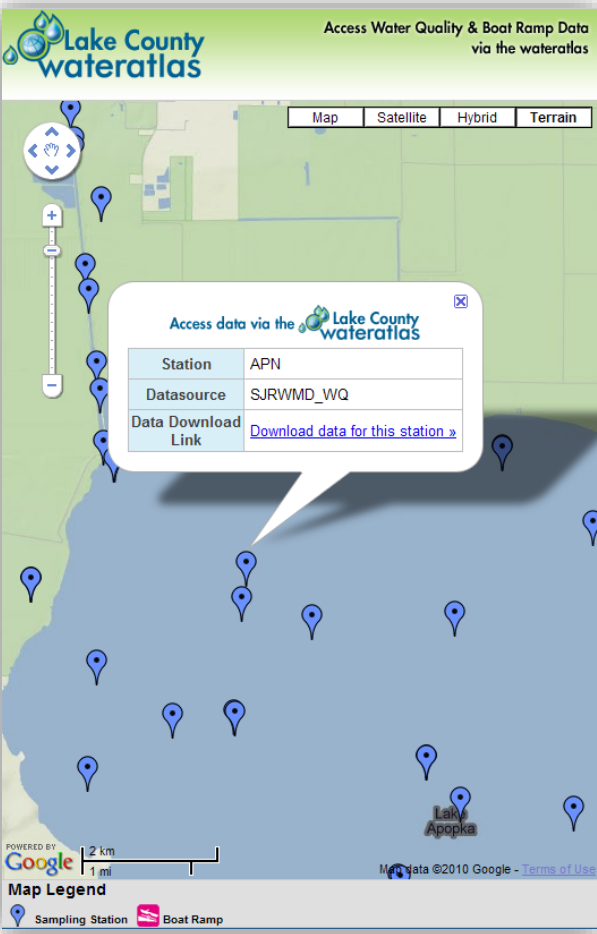 Lake County
wateratlas
Access Water Quality & Boat Ramp Data
via the wateratlas
Map Satellite Hybrid Terrain
Access data via the Lake County
wateratlas
Station APN
Datasource SJRWMD_WQ
Data Download
Link Download data for this station »
Lake
Apopka
POWERED BY
Google
2 km
1 mi
Map data ©2010 Google - Terms of Use
Map Legend
Sampling Station Boat Ramp